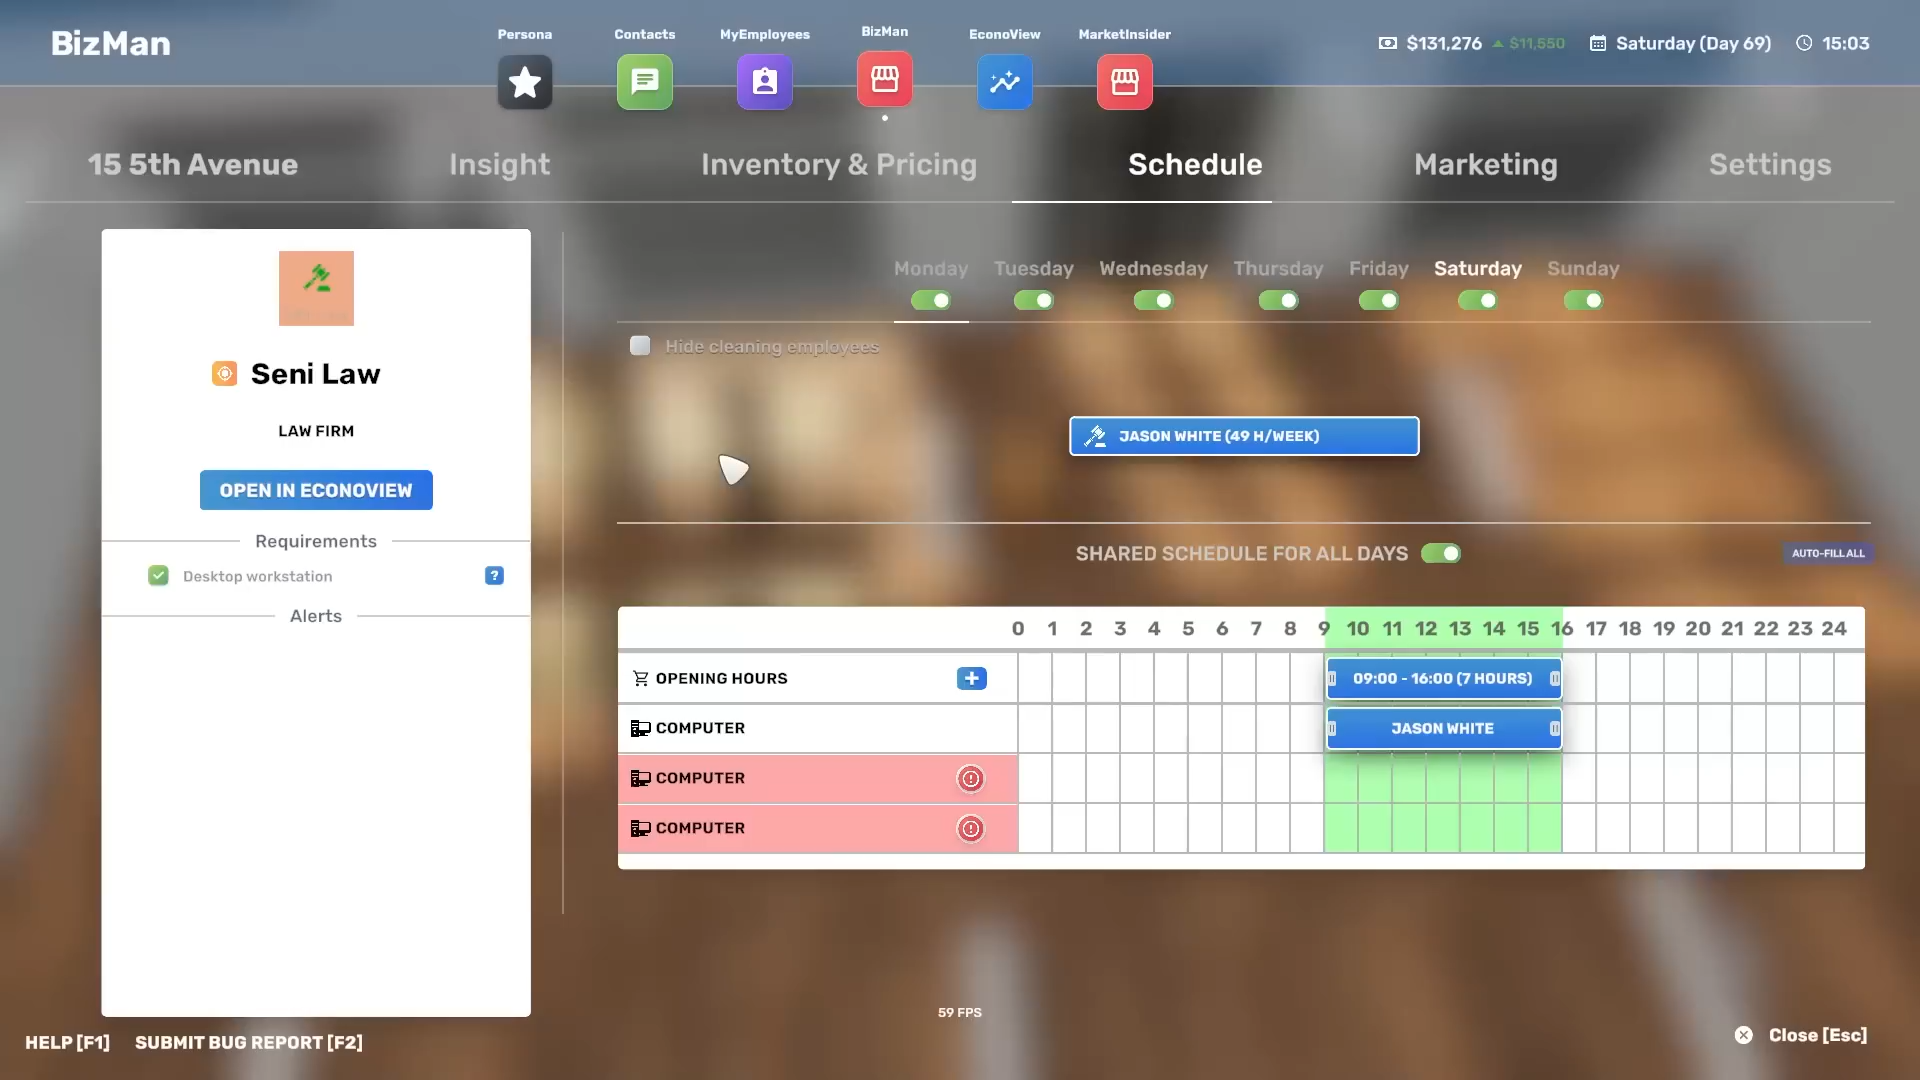 BizMan
Persona
Contacts
MyEmployees
BizMan
EconoView
MarketInsider
$131,276 $11,550 Saturday (Day 69) 15:03
15 5th Avenue
Insight
Inventory & Pricing
Schedule
Marketing
Settings
Monday Tuesday Wednesday Thursday Friday Saturday Sunday
Hide cleaning employees
Seni Law
LAW FIRM
OPEN IN ECONOVIEW
Requirements
Desktop workstation ?
Alerts
JASON WHITE (49 H/WEEK)
SHARED SCHEDULE FOR ALL DAYS
AUTO-FILL ALL
0 1 2 3 4 5 6 7 8 9 10 11 12 13 14 15 16 17 18 19 20 21 22 23 24
OPENING HOURS + 09:00 - 16:00 (7 HOURS)
COMPUTER JASON WHITE
COMPUTER
COMPUTER
59 FPS
HELP [F1] SUBMIT BUG REPORT [F2]
Close [Esc]